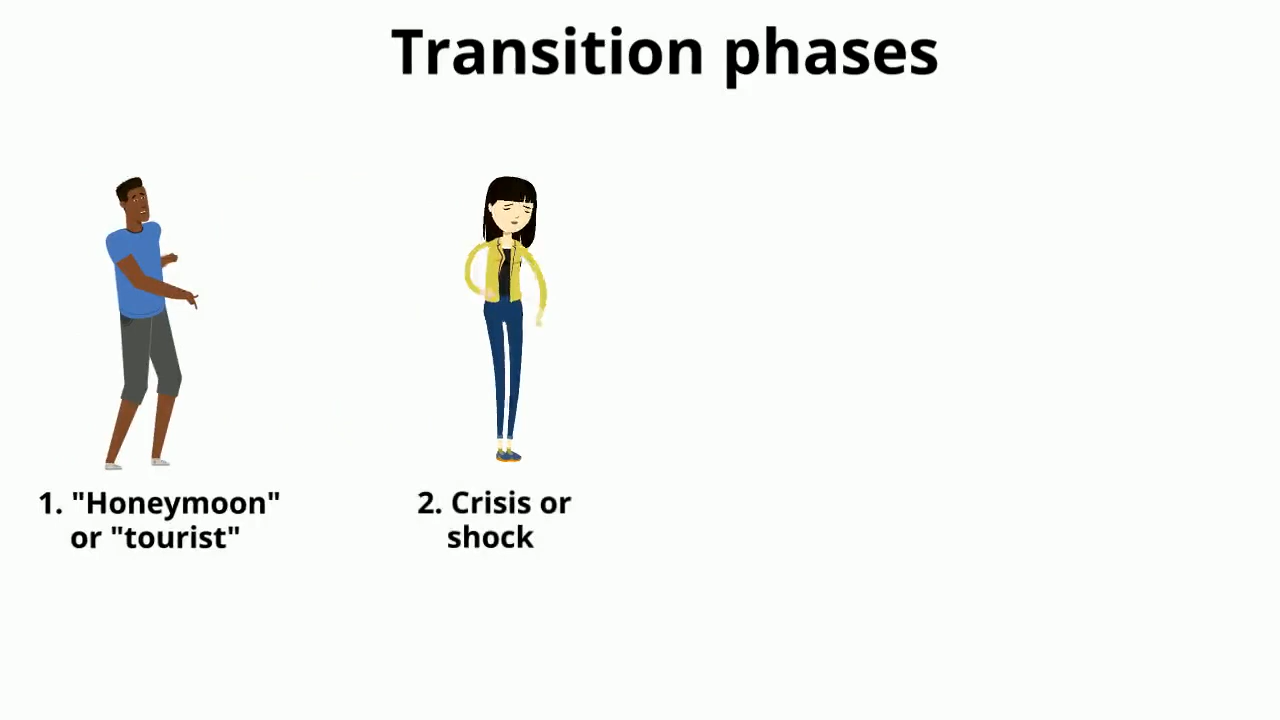 Transition phases
1. "Honeymoon"
or "tourist"
2. Crisis or
shock